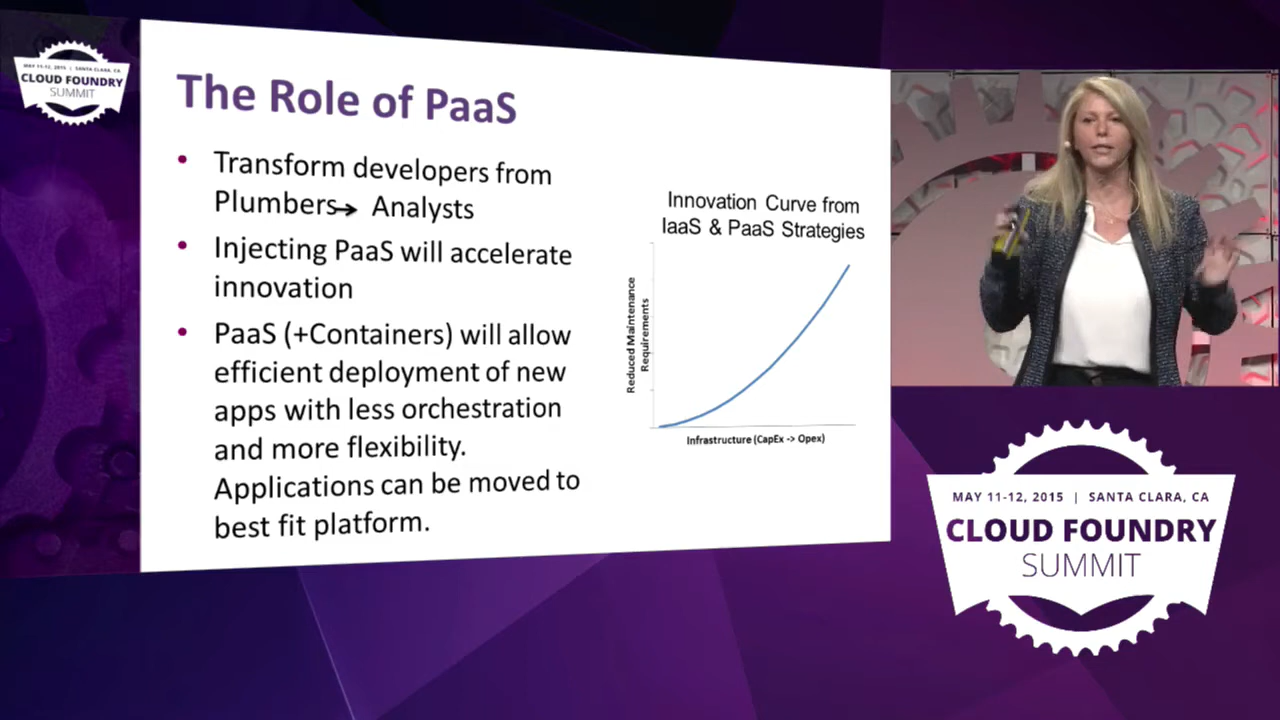 MAY 11-12, 2015 | SANTA CLARA, CA
CLOUD FOUNDRY
SUMMIT
The Role of PaaS
• Transform developers from
Plumbers→ Analysts
• Injecting PaaS will accelerate
innovation
• PaaS (+Containers) will allow
efficient deployment of new
apps with less orchestration
and more flexibility.
Applications can be moved to
best fit platform.
Innovation Curve from
IaaS & PaaS Strategies
Reduced Maintenance
Requirements
Infrastructure (CapEx -> Opex)
MAY 11-12, 2015 | SANTA CLARA, CA
CLOUD FOUNDRY
SUMMIT